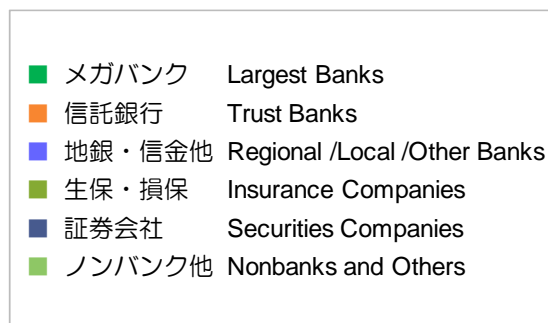 メガバンク Largest Banks
信託銀行 Trust Banks
地銀・信金他 Regional /Local /Other Banks
生保・損保 Insurance Companies
証券会社 Securities Companies
ノンバンク他 Nonbanks and Others